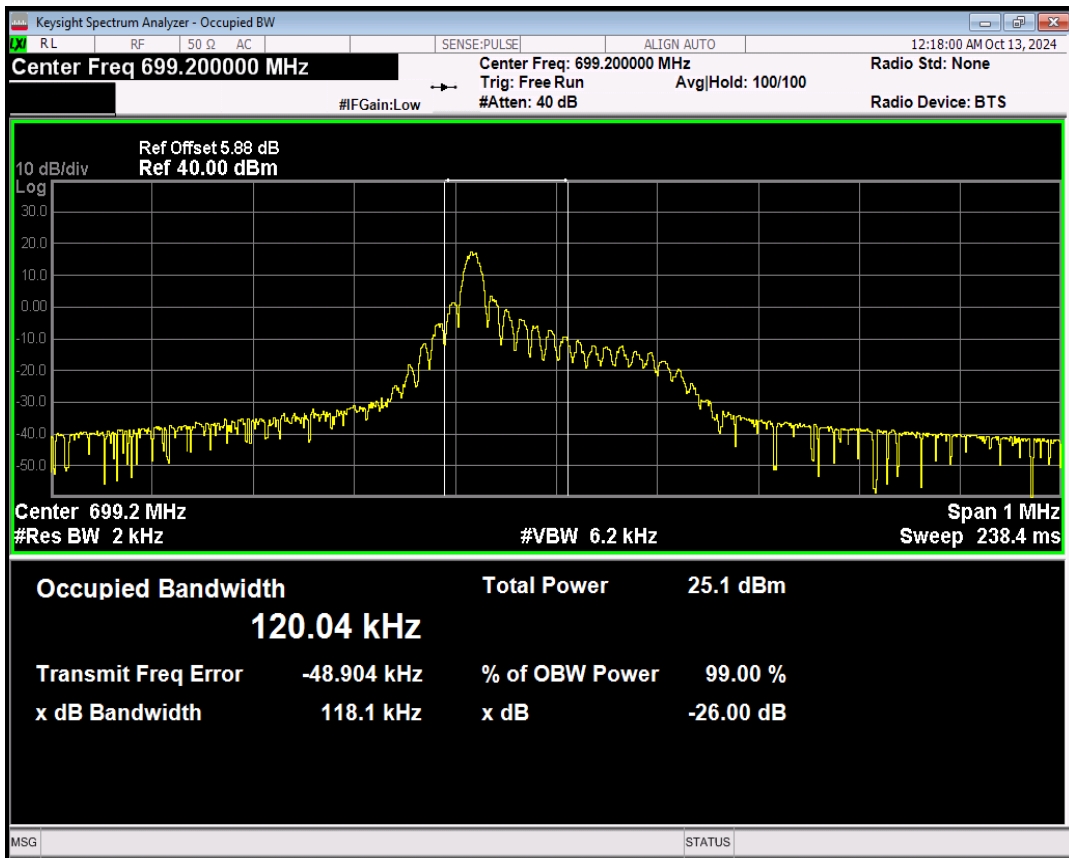 Keysight Spectrum Analyzer - Occupied BW
LXI RL RF 50 Ω AC SENSE:PULSE ALIGN AUTO 12:18:00 AM Oct 13, 2024
Center Freq 699.200000 MHz Center Freq: 699.200000 MHz Radio Std: None
Trig: Free Run Avg|Hold: 100/100
#IFGain:Low #Atten: 40 dB Radio Device: BTS
Ref Offset 5.88 dB
10 dB/div Ref 40.00 dBm
Log
30.0
20.0
10.0
0.00
-10.0
-20.0
-30.0
-40.0
-50.0
Center 699.2 MHz Span 1 MHz
#Res BW 2 kHz #VBW 6.2 kHz Sweep 238.4 ms
Occupied Bandwidth Total Power 25.1 dBm
120.04 kHz
Transmit Freq Error -48.904 kHz % of OBW Power 99.00 %
x dB Bandwidth 118.1 kHz x dB -26.00 dB
MSG STATUS